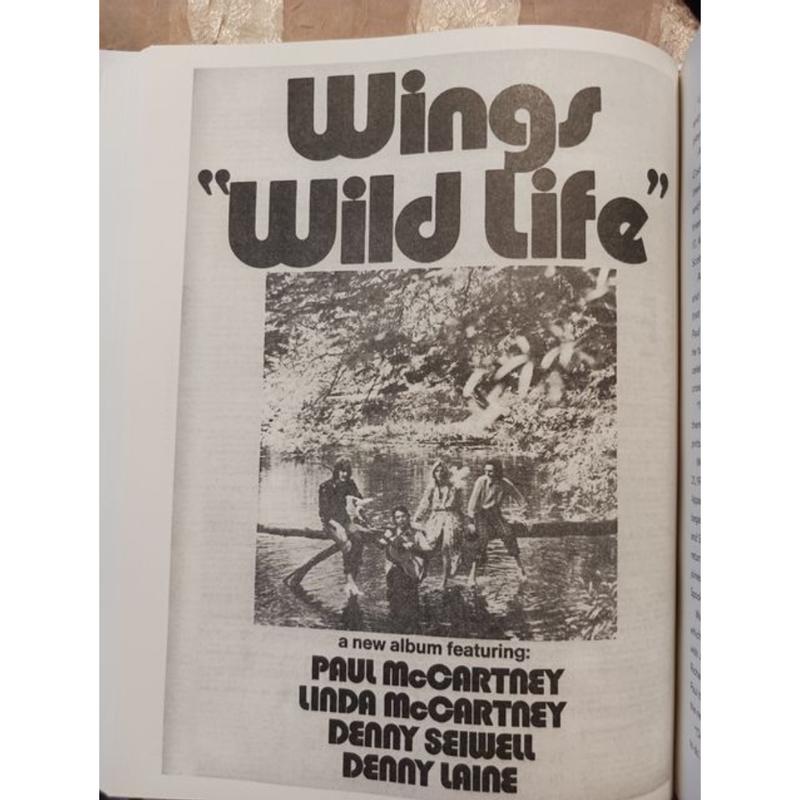 Wings
"Wild Life"
a new album featuring:
PAUL McCARTNEY
LINDA McCARTNEY
DENNY SEIWELL
DENNY LAINE